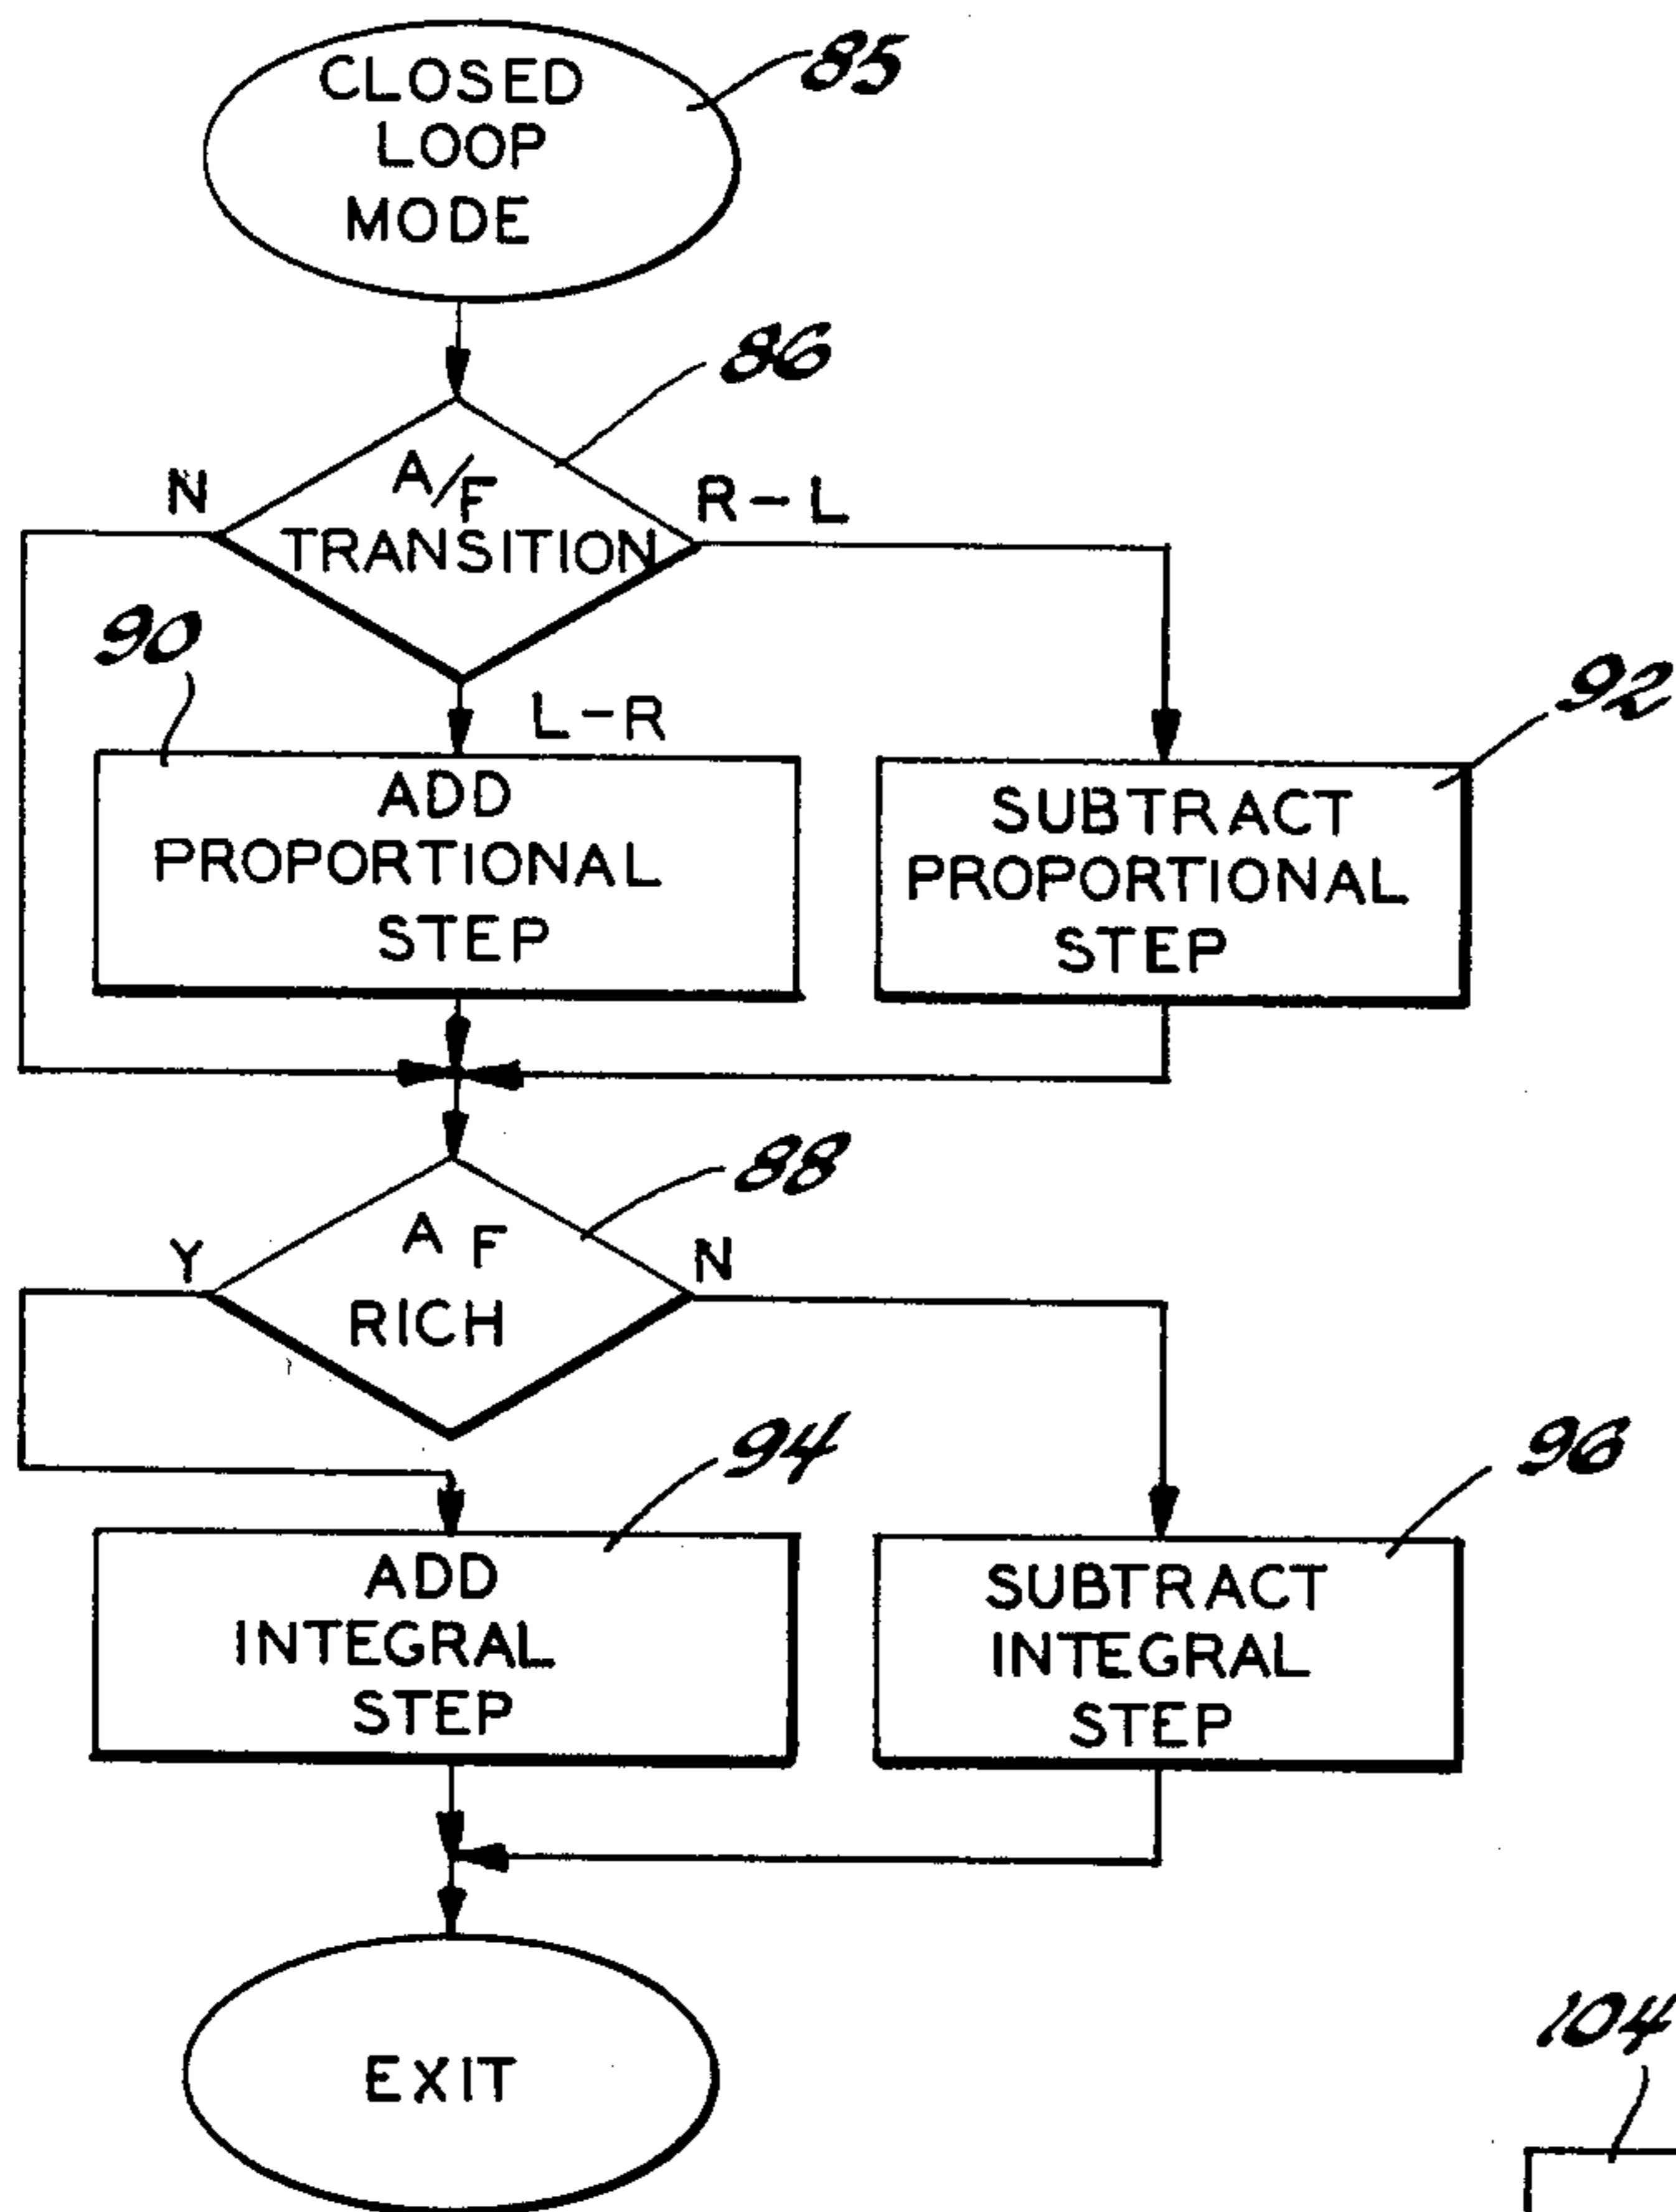 CLOSED
LOOP
MODE
85
86
A/F
TRANSITION
N
R-L
90
L-R
92
ADD
PROPORTIONAL
STEP
SUBTRACT
PROPORTIONAL
STEP
88
A F
RICH
Y
N
94
96
ADD
INTEGRAL
STEP
SUBTRACT
INTEGRAL
STEP
EXIT
104